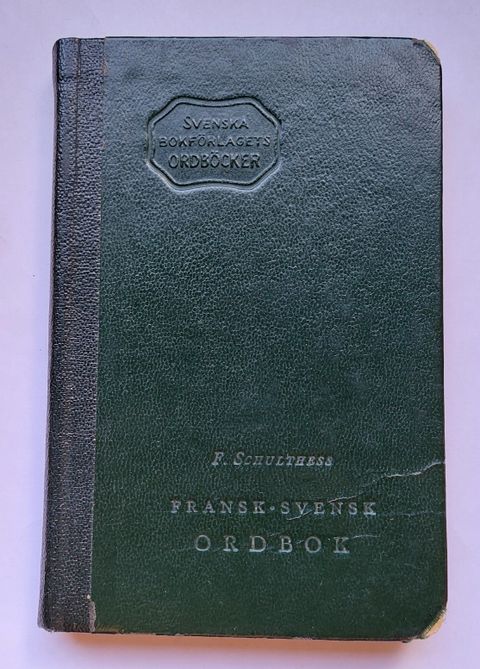 SVENSKA
BOKFÖRLAGETS
ORDBÖCKER
F. SCHULTHESS
FRANSK-SVENSK
ORDBOK